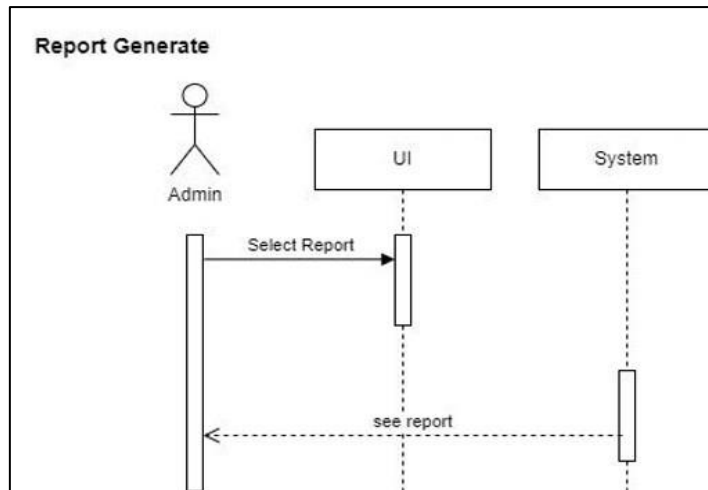 Report Generate
UI
System
Admin
Select Report
see report